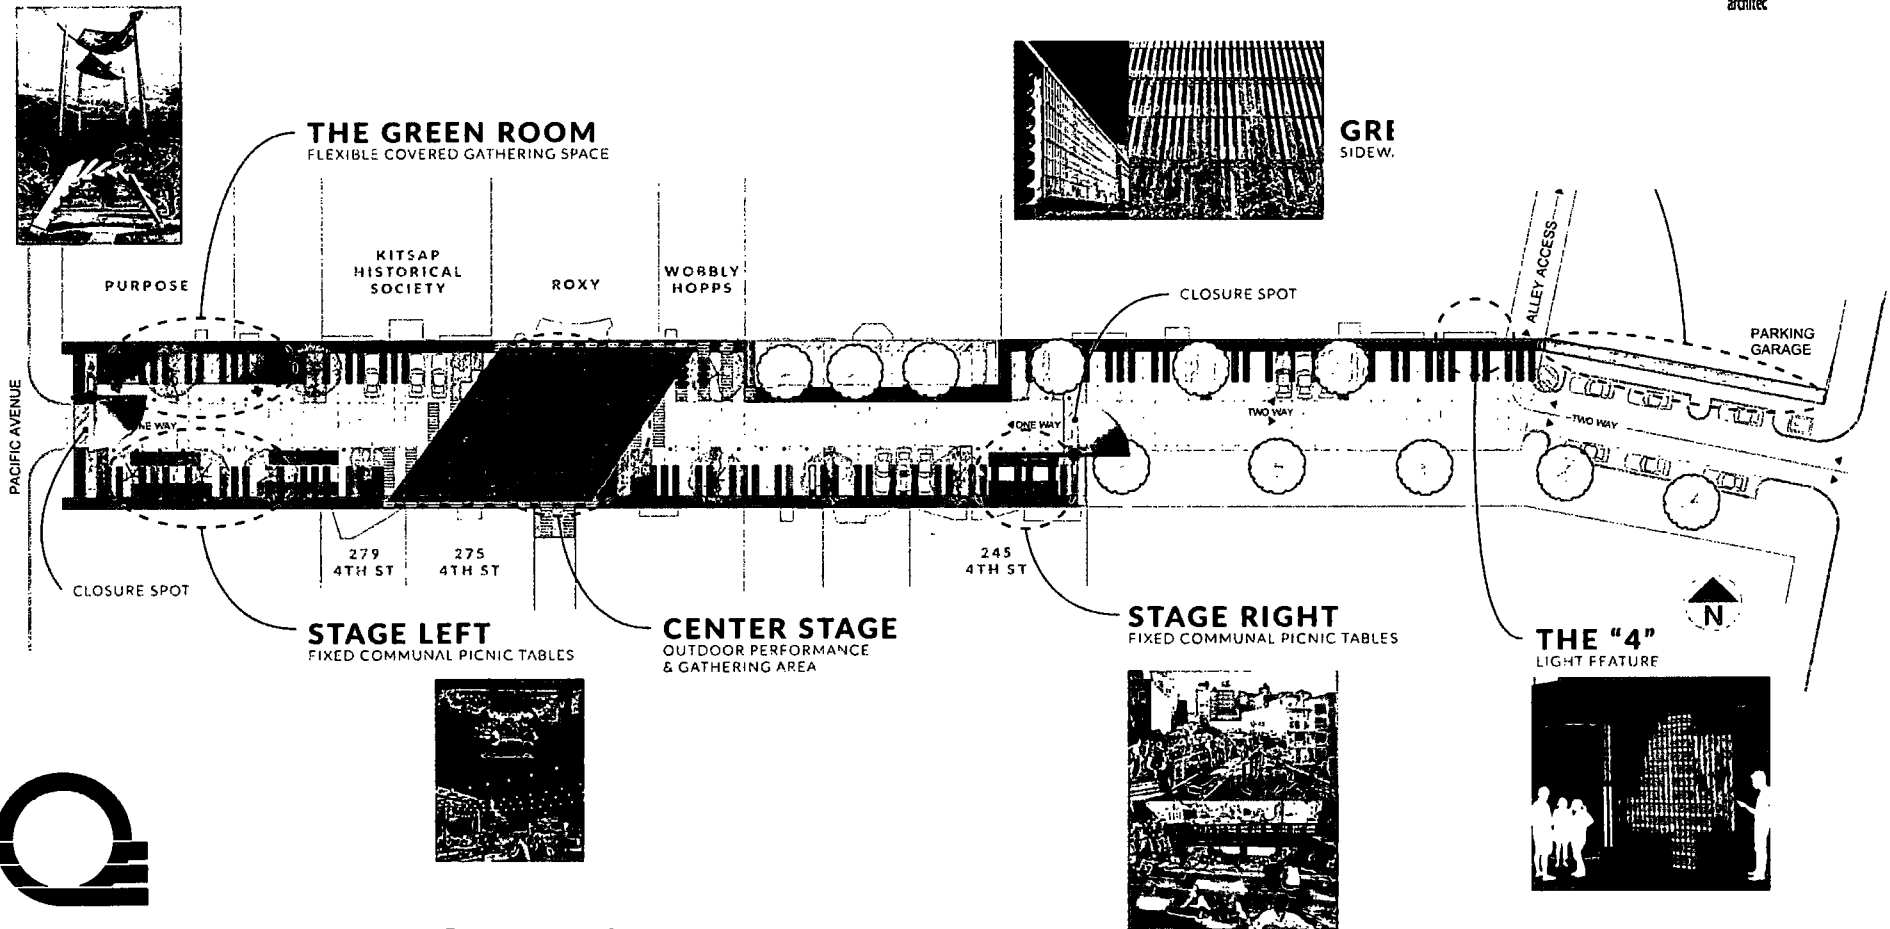 architec
THE GREEN ROOM
FLEXIBLE COVERED GATHERING SPACE
GRE
SIDEW.
ALLEY ACCESS
KITSAP
HISTORICAL
SOCIETY
PURPOSE
ROXY
WOBBLY
HOPPS
CLOSURE SPOT
PARKING
GARAGE
PACIFIC AVENUE
NE WAY
ONE WAY
TWO WAY
TWO WAY
279
4TH ST
275
4TH ST
245
4TH ST
CLOSURE SPOT
STAGE LEFT
FIXED COMMUNAL PICNIC TABLES
CENTER STAGE
OUTDOOR PERFORMANCE
& GATHERING AREA
STAGE RIGHT
FIXED COMMUNAL PICNIC TABLES
N
THE "4"
LIGHT FEATURE